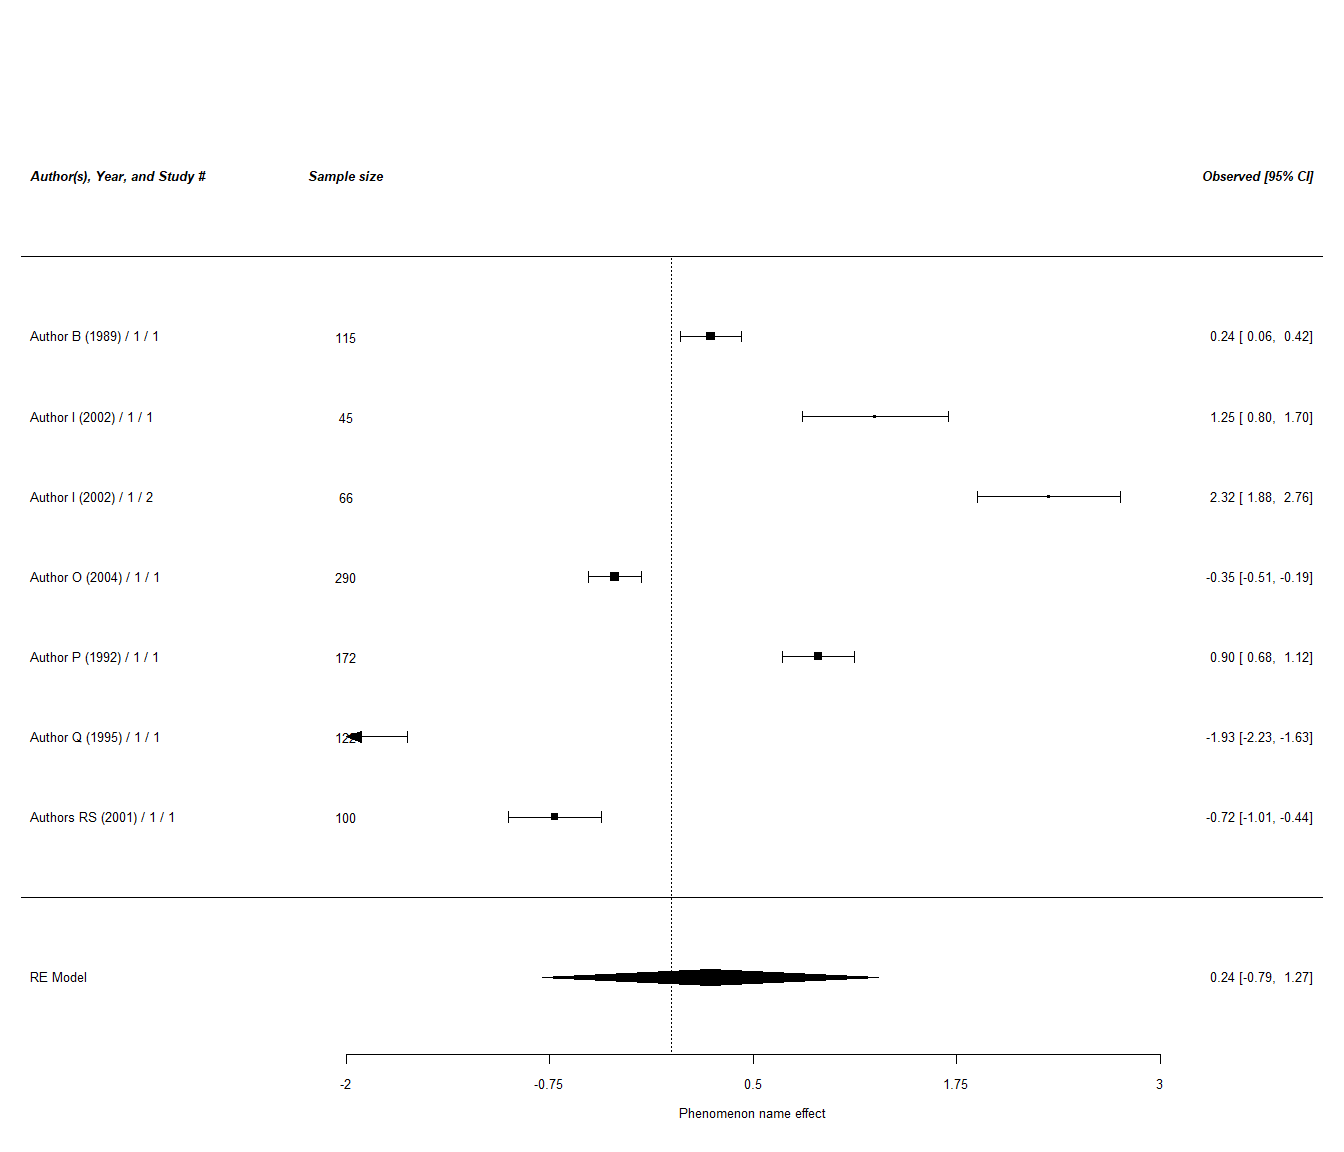 Author(s), Year, and Study # Sample size Observed [95% CI]
Author B (1989) / 1 / 1 115 0.24 [ 0.06, 0.42]
Author I (2002) / 1 / 1 45 1.25 [ 0.80, 1.70]
Author I (2002) / 1 / 2 66 2.32 [ 1.88, 2.76]
Author O (2004) / 1 / 1 290 -0.35 [-0.51, -0.19]
Author P (1992) / 1 / 1 172 0.90 [ 0.68, 1.12]
Author Q (1995) / 1 / 1 122 -1.93 [-2.23, -1.63]
Authors RS (2001) / 1 / 1 100 -0.72 [-1.01, -0.44]
RE Model 0.24 [-0.79, 1.27]
-2 -0.75 0.5 1.75 3
Phenomenon name effect